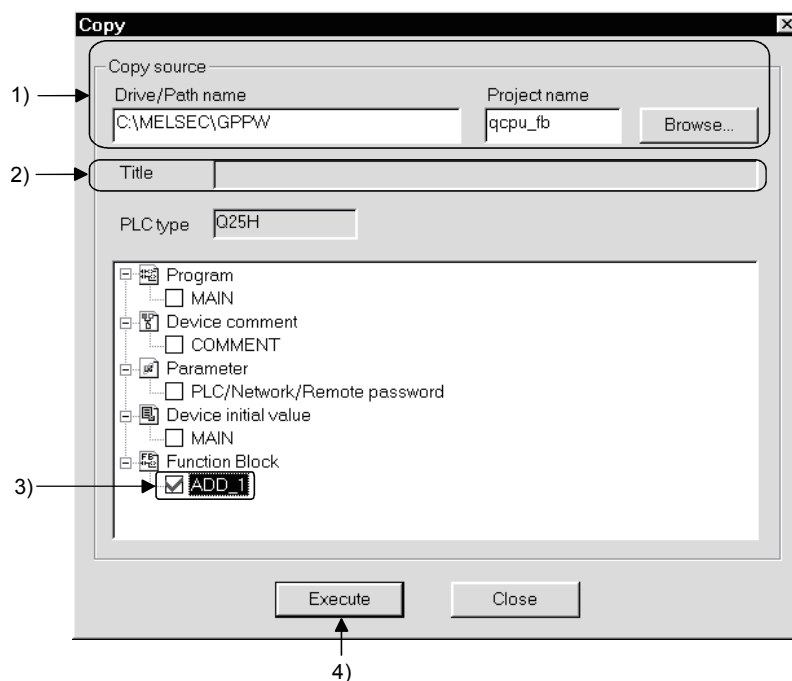 Copy
Copy source
Drive/Path name Project name
1)
C:\MELSEC\GPPW qcpu_fb Browse...
2) Title
PLC type Q25H
Program
MAIN
Device comment
COMMENT
Parameter
PLC/Network/Remote password
Device initial value
MAIN
Function Block
3) ADD_1
Execute Close
4)